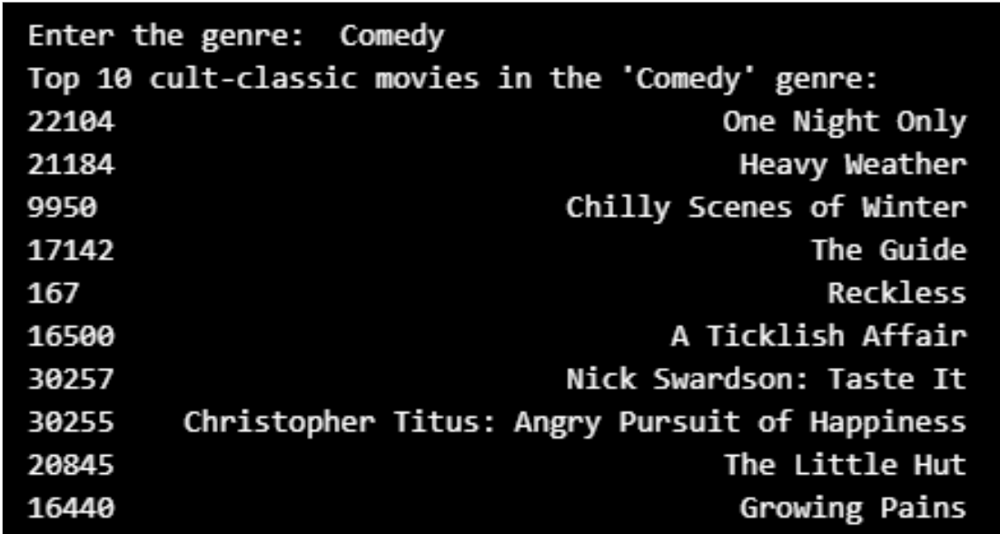 Enter the genre:  Comedy
Top 10 cult-classic movies in the 'Comedy' genre:
22104                                   One Night Only
21184                                    Heavy Weather
9950                           Chilly Scenes of Winter
17142                                        The Guide
167                                           Reckless
16500                                A Ticklish Affair
30257                          Nick Swardson: Taste It
30255    Christopher Titus: Angry Pursuit of Happiness
20845                                   The Little Hut
16440                                    Growing Pains